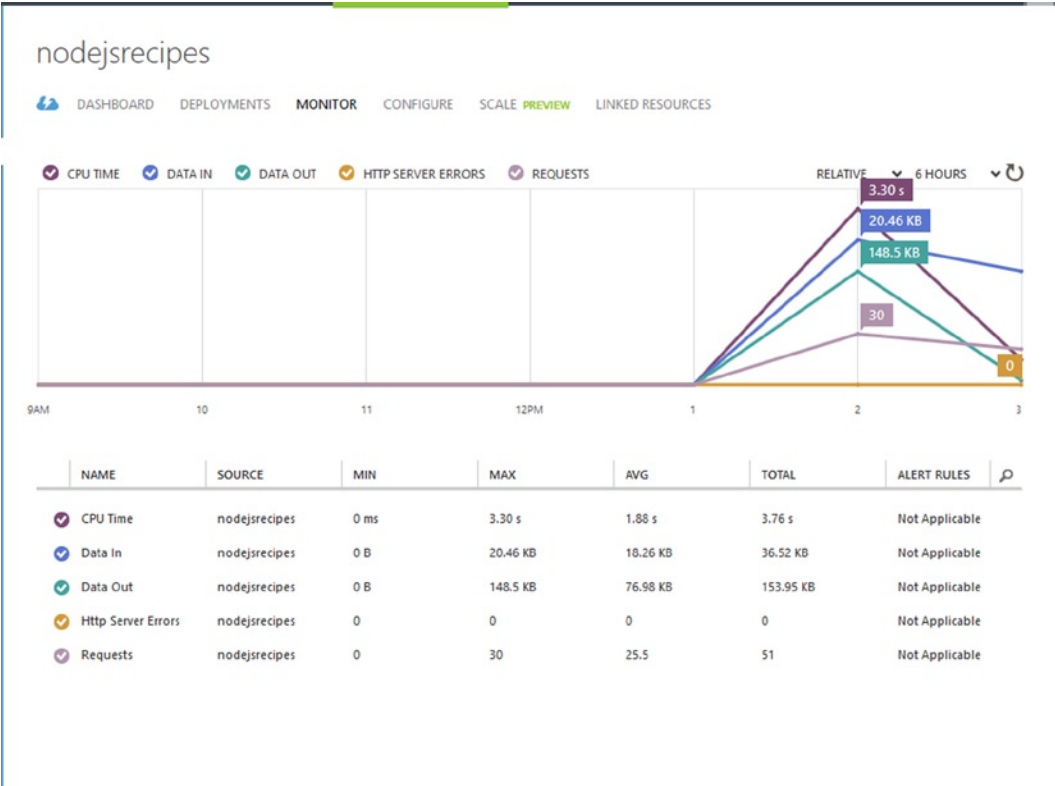 nodejsrecipes
DASHBOARD DEPLOYMENTS MONITOR CONFIGURE SCALE PREVIEW LINKED RESOURCES
CPU TIME DATA IN DATA OUT HTTP SERVER ERRORS REQUESTS RELATIVE 6 HOURS
3.30 s
20.46 KB
148.5 KB
30
0
9AM 10 11 12PM 1 2 3
NAME SOURCE MIN MAX AVG TOTAL ALERT RULES
CPU Time nodejsrecipes 0 ms 3.30 s 1.88 s 3.76 s Not Applicable
Data In nodejsrecipes 0 B 20.46 KB 18.26 KB 36.52 KB Not Applicable
Data Out nodejsrecipes 0 B 148.5 KB 76.98 KB 153.95 KB Not Applicable
Http Server Errors nodejsrecipes 0 0 0 0 Not Applicable
Requests nodejsrecipes 0 30 25.5 51 Not Applicable